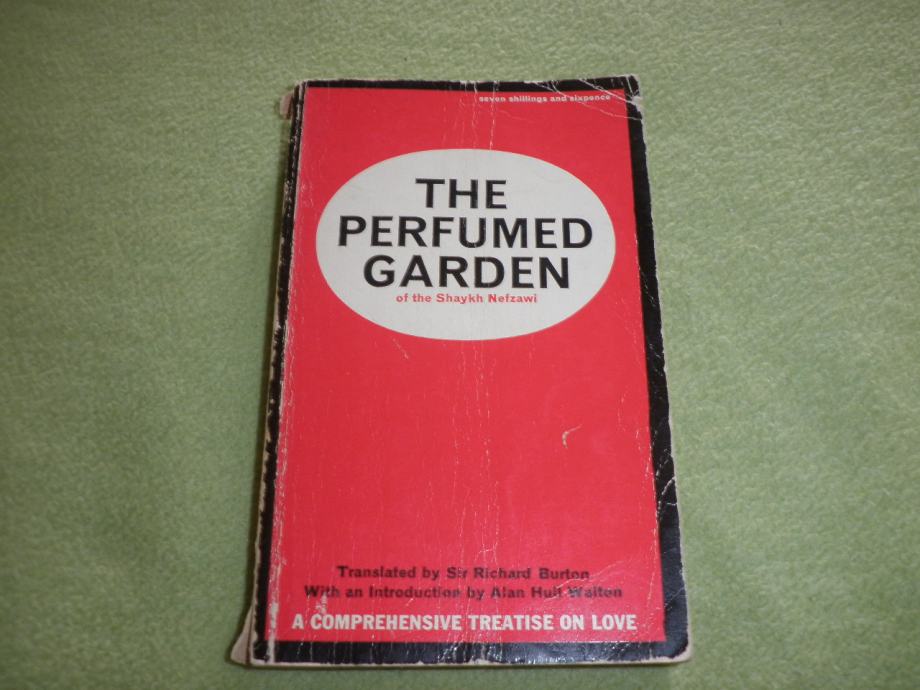 seven shillings and sixpence
THE
PERFUMED
GARDEN
of the Shaykh Nefzawi
Translated by Sir Richard Burton
With an Introduction by Alan Hull Walton
A COMPREHENSIVE TREATISE ON LOVE